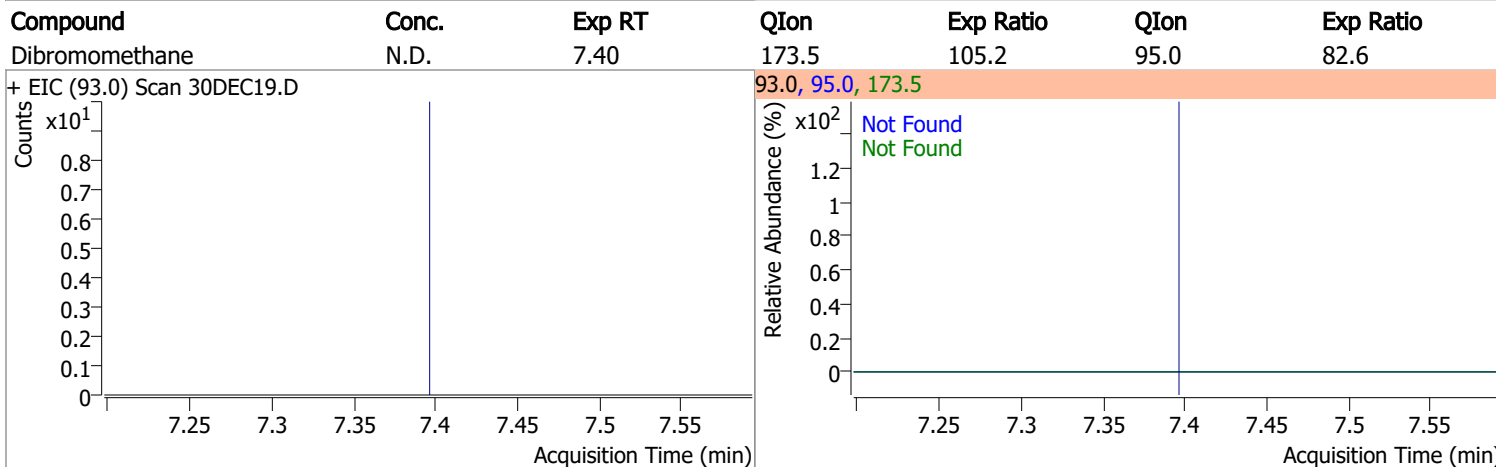 Compound Conc. Exp RT QIon Exp Ratio QIon Exp Ratio
Dibromomethane N.D. 7.40 173.5 105.2 95.0 82.6
+ EIC (93.0) Scan 30DEC19.D
Counts
x10¹
0.8
0.7
0.6
0.5
0.4
0.3
0.2
0.1
0
7.25 7.3 7.35 7.4 7.45 7.5 7.55
Acquisition Time (min)
93.0, 95.0, 173.5
Relative Abundance (%)
x10²
Not Found
Not Found
1.2
1
0.8
0.6
0.4
0.2
0
7.25 7.3 7.35 7.4 7.45 7.5 7.55
Acquisition Time (min)